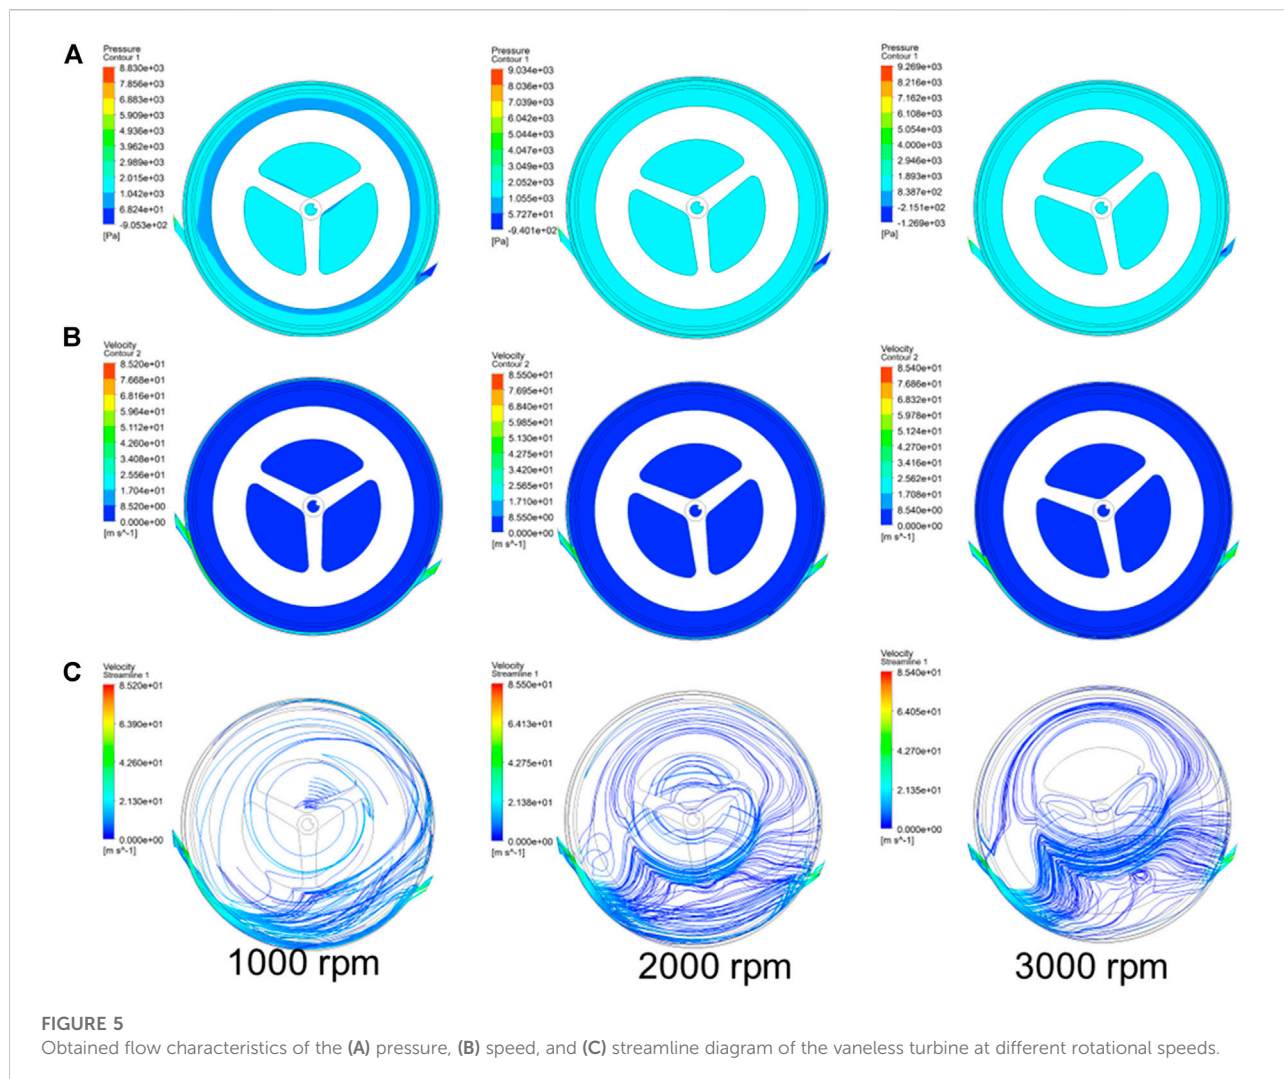 A
Pressure
Contour 1
8.830e+03
7.856e+03
6.883e+03
5.909e+03
4.936e+03
3.962e+03
2.989e+03
2.015e+03
1.042e+03
6.824e+01
-9.053e+02
[Pa]
Pressure
Contour 1
9.034e+03
8.036e+03
7.039e+03
6.042e+03
5.044e+03
4.047e+03
3.049e+03
2.052e+03
1.055e+03
5.727e+01
-9.401e+02
[Pa]
Pressure
Contour 1
9.269e+03
8.216e+03
7.162e+03
6.108e+03
5.054e+03
4.000e+03
2.946e+03
1.893e+03
8.387e+02
-2.151e+02
-1.269e+03
[Pa]
B
Velocity
Contour 2
8.520e+01
7.668e+01
6.816e+01
5.964e+01
5.112e+01
4.260e+01
3.408e+01
2.556e+01
1.704e+01
8.520e+00
0.000e+00
[m s^-1]
Velocity
Contour 2
8.550e+01
7.695e+01
6.840e+01
5.985e+01
5.130e+01
4.275e+01
3.420e+01
2.565e+01
1.710e+01
8.550e+00
0.000e+00
[m s^-1]
Velocity
Contour 2
8.540e+01
7.686e+01
6.832e+01
5.978e+01
5.124e+01
4.270e+01
3.416e+01
2.562e+01
1.708e+01
8.540e+00
0.000e+00
[m s^-1]
C
Velocity
Streamline 1
8.520e+01
6.390e+01
4.260e+01
2.130e+01
0.000e+00
[m s^-1]
Velocity
Streamline 1
8.550e+01
6.413e+01
4.275e+01
2.138e+01
0.000e+00
[m s^-1]
Velocity
Streamline 1
8.540e+01
6.405e+01
4.270e+01
2.135e+01
0.000e+00
[m s^-1]
1000 rpm
2000 rpm
3000 rpm
FIGURE 5
Obtained flow characteristics of the (A) pressure, (B) speed, and (C) streamline diagram of the vaneless turbine at different rotational speeds.